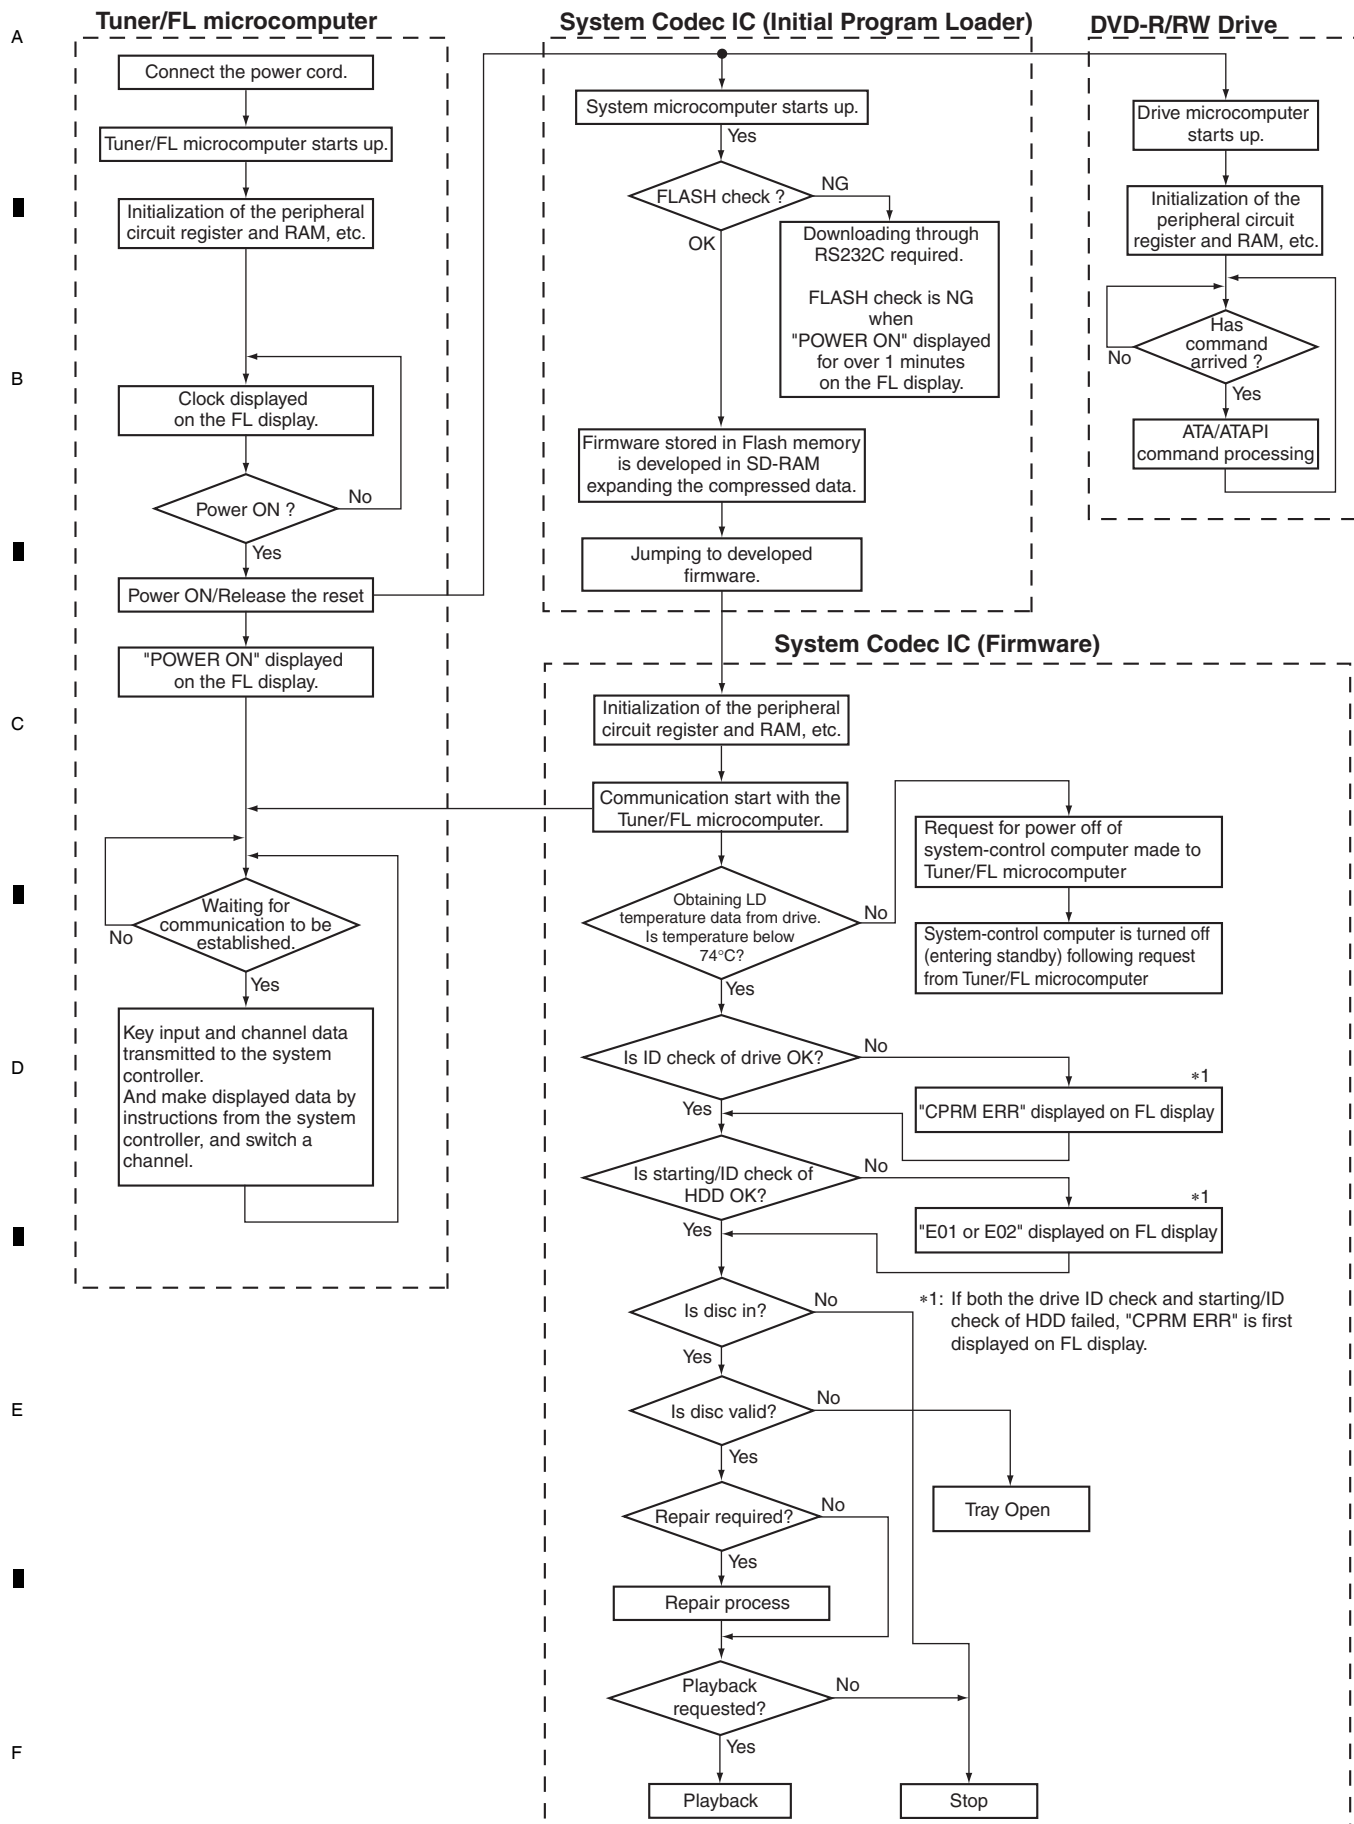 Tuner/FL microcomputer
System Codec IC (Initial Program Loader)
DVD-R/RW Drive
A
Connect the power cord.
Tuner/FL microcomputer starts up.
Initialization of the peripheral
circuit register and RAM, etc.
B
Clock displayed
on the FL display.
Power ON ?
No
Yes
Power ON/Release the reset
"POWER ON" displayed
on the FL display.
C
Waiting for
communication to be
established.
No
Yes
D
Key input and channel data
transmitted to the system
controller.
And make displayed data by
instructions from the system
controller, and switch a
channel.
System microcomputer starts up.
Yes
FLASH check ?
NG
OK
Downloading through
RS232C required.
FLASH check is NG
when
"POWER ON" displayed
for over 1 minutes
on the FL display.
Firmware stored in Flash memory
is developed in SD-RAM
expanding the compressed data.
Jumping to developed
firmware.
Drive microcomputer
starts up.
Initialization of the
peripheral circuit
register and RAM, etc.
Has
command
arrived ?
No
Yes
ATA/ATAPI
command processing
System Codec IC (Firmware)
Initialization of the peripheral
circuit register and RAM, etc.
Communication start with the
Tuner/FL microcomputer.
Obtaining LD
temperature data from drive.
Is temperature below
74°C?
No
Yes
Request for power off of
system-control computer made to
Tuner/FL microcomputer
System-control computer is turned off
(entering standby) following request
from Tuner/FL microcomputer
Is ID check of drive OK?
No
Yes
*1
"CPRM ERR" displayed on FL display
Is starting/ID check of
HDD OK?
No
Yes
*1
"E01 or E02" displayed on FL display
*1: If both the drive ID check and starting/ID
check of HDD failed, "CPRM ERR" is first
displayed on FL display.
Is disc in?
No
Yes
E
Is disc valid?
No
Yes
Tray Open
Repair required?
No
Yes
Repair process
Playback
requested?
No
Yes
F
Playback
Stop